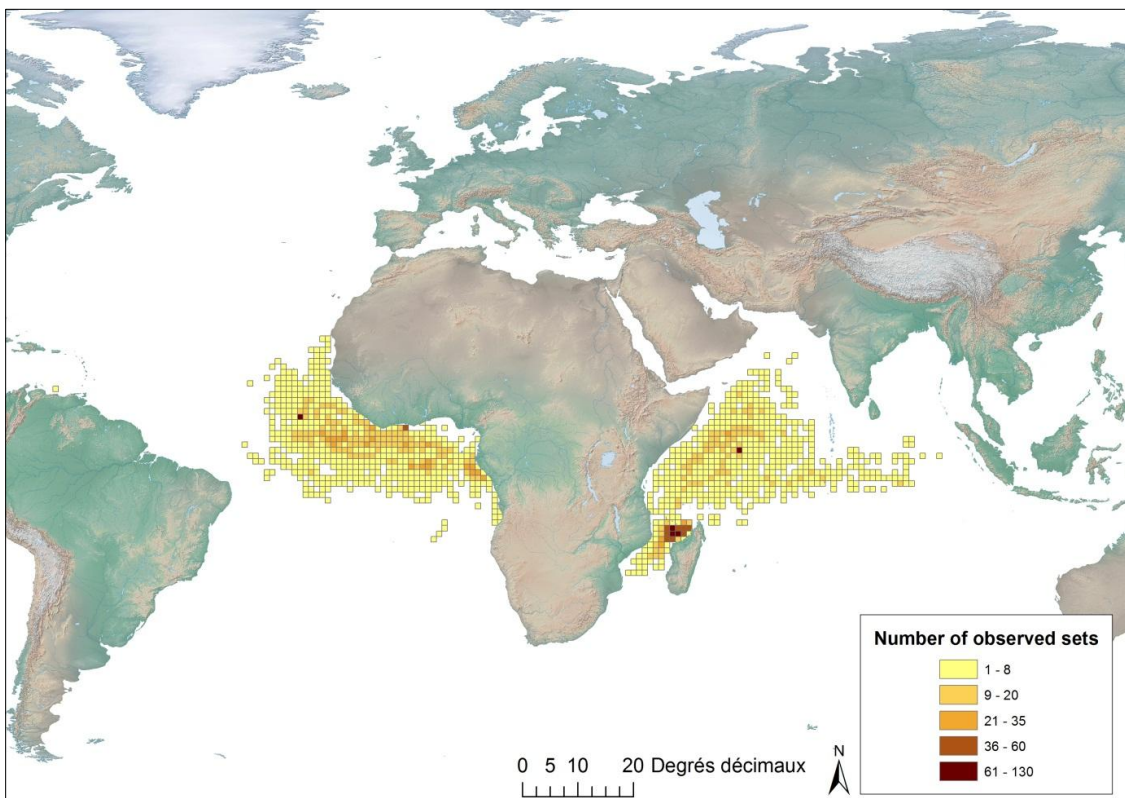 Number of observed sets
1 - 8
9 - 20
21 - 35
36 - 60
61 - 130
0 5 10 20 Degrés décimaux
N